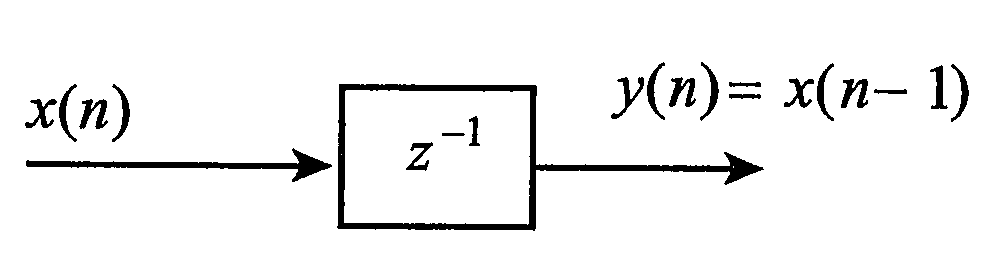 x(n)
z⁻¹
y(n)= x(n− 1)